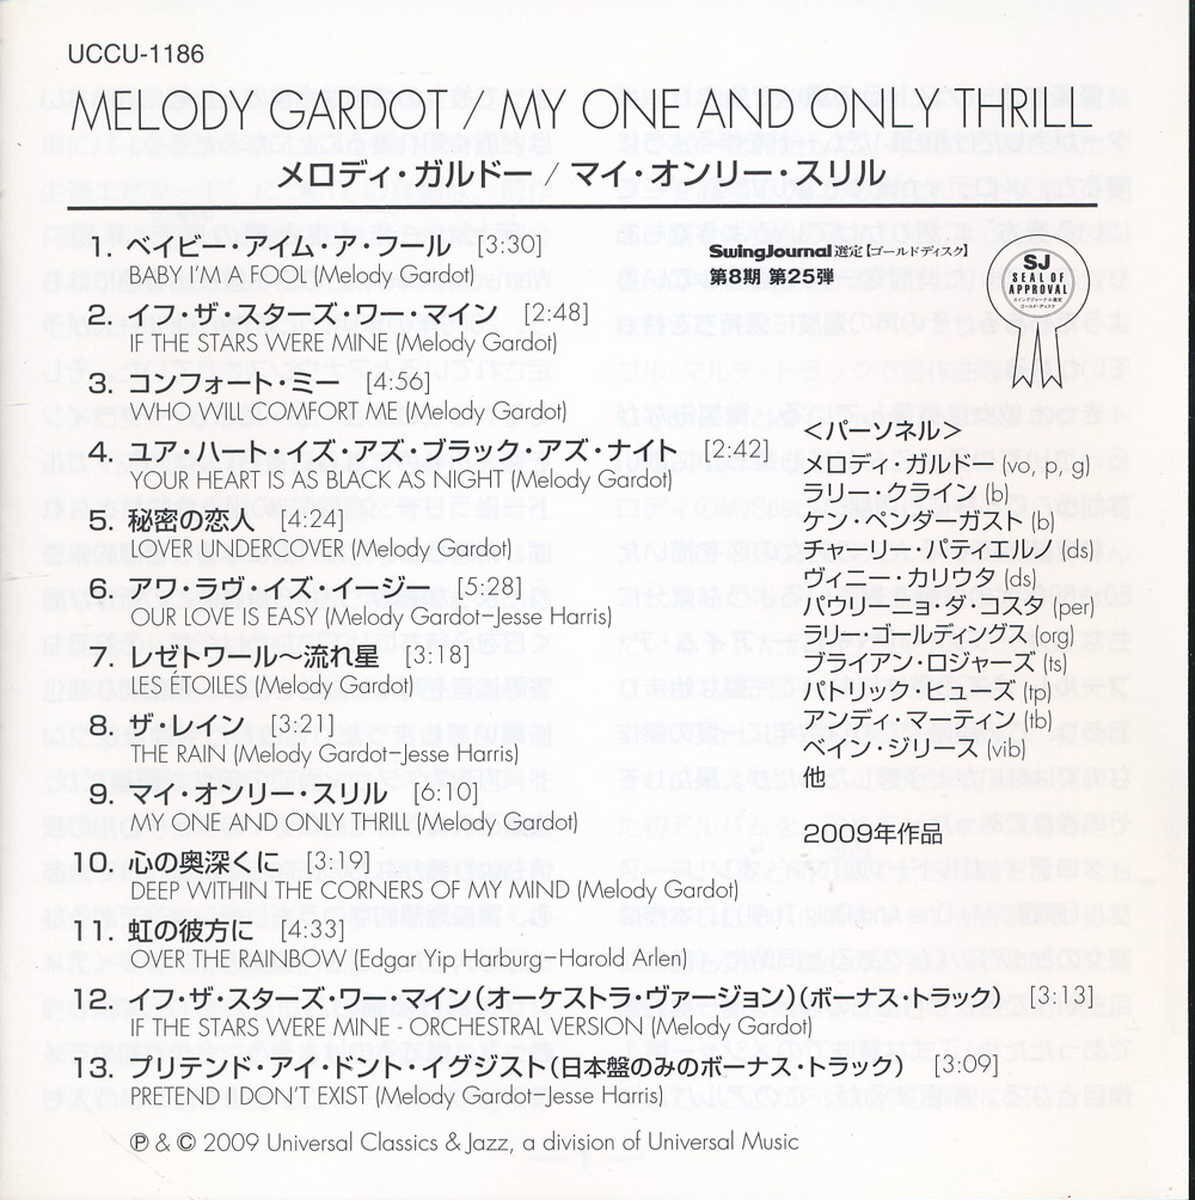 UCCU-1186
MELODY GARDOT / MY ONE AND ONLY THRILL
メロディ・ガルドー / マイ・オンリー・スリル
1. ベイビー・アイム・ア・フール [3:30]
BABY I'M A FOOL (Melody Gardot)
2. イフ・ザ・スターズ・ワー・マイン [2:48]
IF THE STARS WERE MINE (Melody Gardot)
3. コンフォート・ミー [4:56]
WHO WILL COMFORT ME (Melody Gardot)
4. ユア・ハート・イズ・アズ・ブラック・アズ・ナイト [2:42]
YOUR HEART IS AS BLACK AS NIGHT (Melody Gardot)
5. 秘密の恋人 [4:24]
LOVER UNDERCOVER (Melody Gardot)
6. アワ・ラヴ・イズ・イージー [5:28]
OUR LOVE IS EASY (Melody Gardot–Jesse Harris)
7. レゼトワール〜流れ星 [3:18]
LES ÉTOILES (Melody Gardot)
8. ザ・レイン [3:21]
THE RAIN (Melody Gardot–Jesse Harris)
9. マイ・オンリー・スリル [6:10]
MY ONE AND ONLY THRILL (Melody Gardot)
10. 心の奥深くに [3:19]
DEEP WITHIN THE CORNERS OF MY MIND (Melody Gardot)
11. 虹の彼方に [4:33]
OVER THE RAINBOW (Edgar Yip Harburg–Harold Arlen)
12. イフ・ザ・スターズ・ワー・マイン(オーケストラ・ヴァージョン)(ボーナス・トラック) [3:13]
IF THE STARS WERE MINE - ORCHESTRAL VERSION (Melody Gardot)
13. プリテンド・アイ・ドント・イグジスト(日本盤のみのボーナス・トラック) [3:09]
PRETEND I DON'T EXIST (Melody Gardot–Jesse Harris)
℗ & © 2009 Universal Classics & Jazz, a division of Universal Music
SwingJournal選定【ゴールドディスク】
第8期 第25弾
SJ
SEAL OF
APPROVAL
スイングジャーナル選定
ゴールド・ディスク
<パーソネル>
メロディ・ガルドー (vo, p, g)
ラリー・クライン (b)
ケン・ペンダーガスト (b)
チャーリー・パティエルノ (ds)
ヴィニー・カリウタ (ds)
パウリーニョ・ダ・コスタ (per)
ラリー・ゴールディングス (org)
ブライアン・ロジャーズ (ts)
パトリック・ヒューズ (tp)
アンディ・マーティン (tb)
ベイン・ジリース (vib)
他
2009年作品